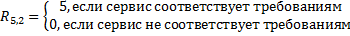 R5,2 = { 5, если сервис соответствует требованиям
0, если сервис не соответствует требованиям